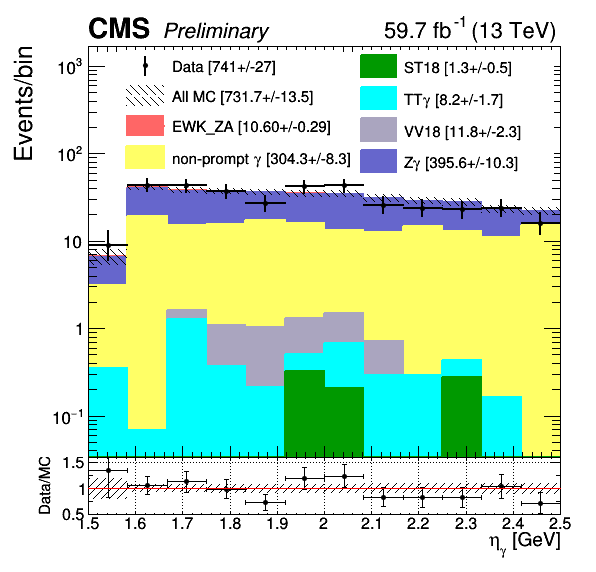 CMS Preliminary 59.7 fb⁻¹ (13 TeV)
Events/bin
Data [741+/-27]
All MC [731.7+/-13.5]
EWK_ZA [10.60+/-0.29]
non-prompt γ [304.3+/-8.3]
ST18 [1.3+/-0.5]
TTγ [8.2+/-1.7]
VV18 [11.8+/-2.3]
Zγ [395.6+/-10.3]
10³
10²
10
1
10⁻¹
Data/MC
1.5
1
0.5
1.5 1.6 1.7 1.8 1.9 2 2.1 2.2 2.3 2.4 2.5
ηγ [GeV]